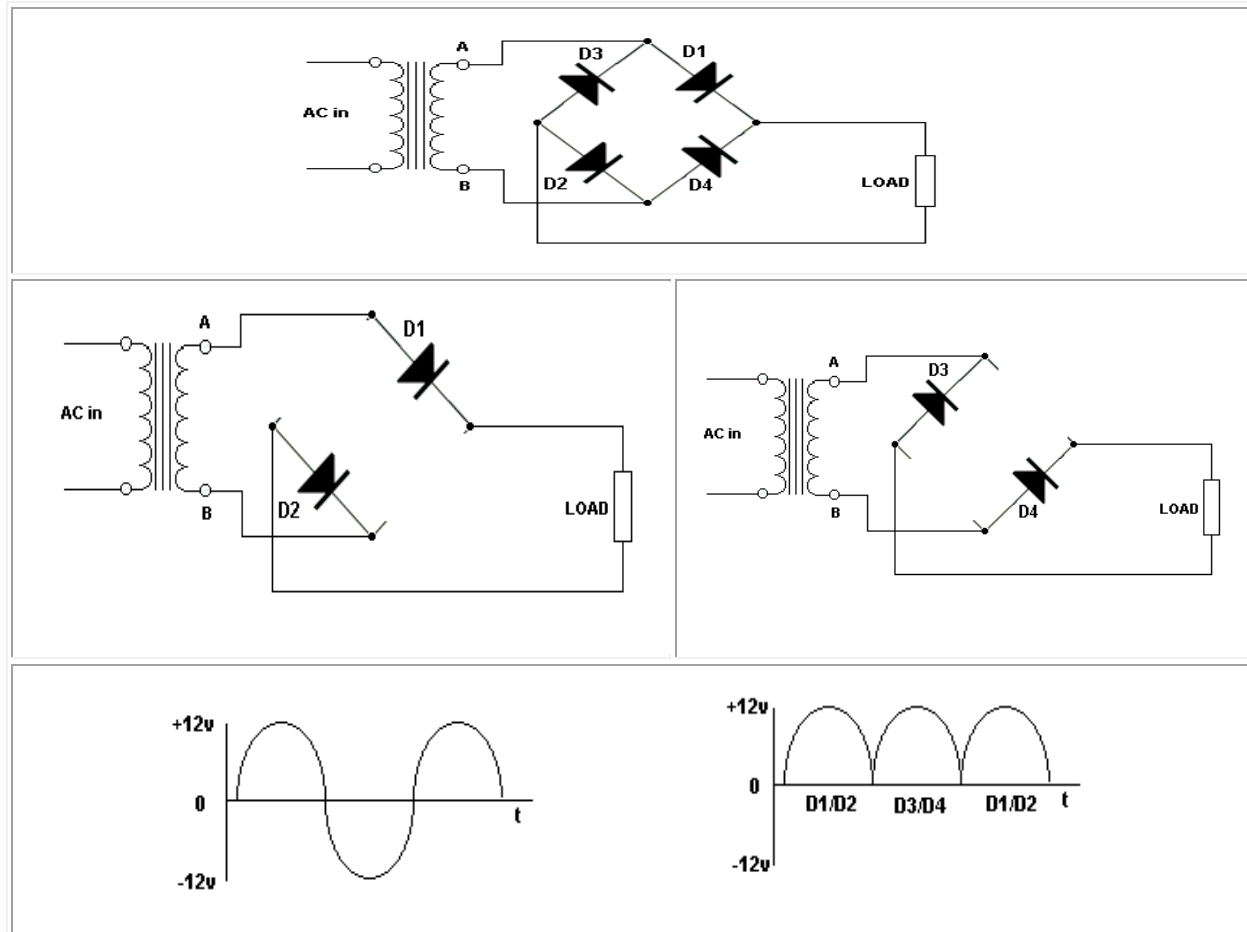 A
D3
D1
AC in
LOAD
D2
D4
B
A
D1
AC in
D2
LOAD
B
A
D3
AC in
LOAD
B
D4
+12v
0
t
-12v
+12v
0
D1/D2 D3/D4 D1/D2 t
-12v